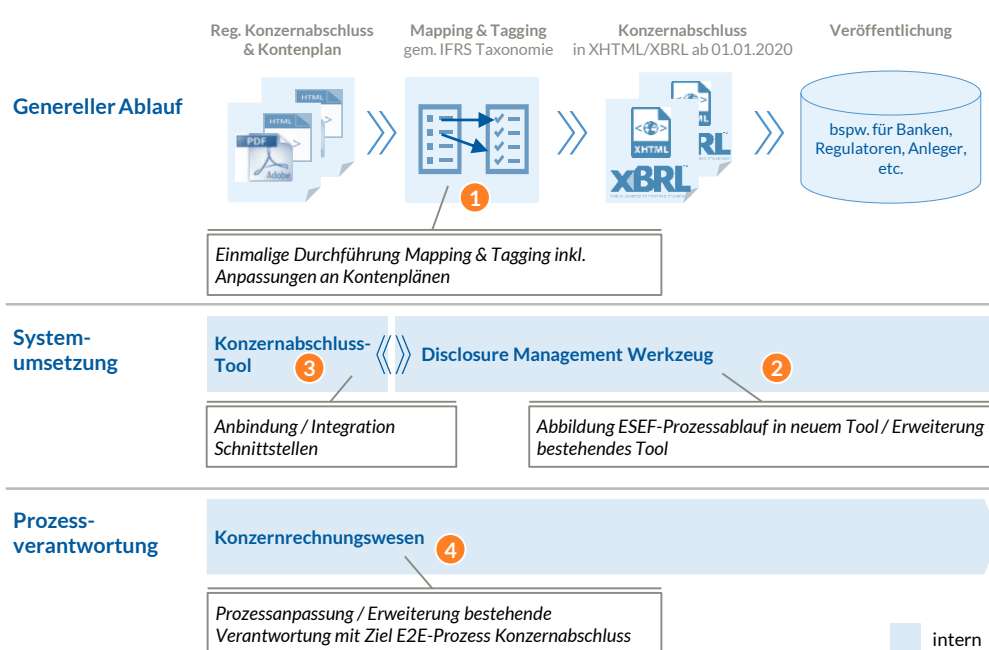 Reg. Konzernabschluss
& Kontenplan
Mapping & Tagging
gem. IFRS Taxonomie
Konzernabschluss
in XHTML/XBRL ab 01.01.2020
Veröffentlichung
Genereller Ablauf
HTML
HTML
PDF
Adobe
XHTML
XBRL
XBRL
bspw. für Banken,
Regulatoren, Anleger,
etc.
1
Einmalige Durchführung Mapping & Tagging inkl.
Anpassungen an Kontenplänen
System-
umsetzung
Konzernabschluss-
Tool
3
Disclosure Management Werkzeug
2
Anbindung / Integration
Schnittstellen
Abbildung ESEF-Prozessablauf in neuem Tool / Erweiterung
bestehendes Tool
Prozess-
verantwortung
Konzernrechnungswesen
4
Prozessanpassung / Erweiterung bestehende
Verantwortung mit Ziel E2E-Prozess Konzernabschluss
intern